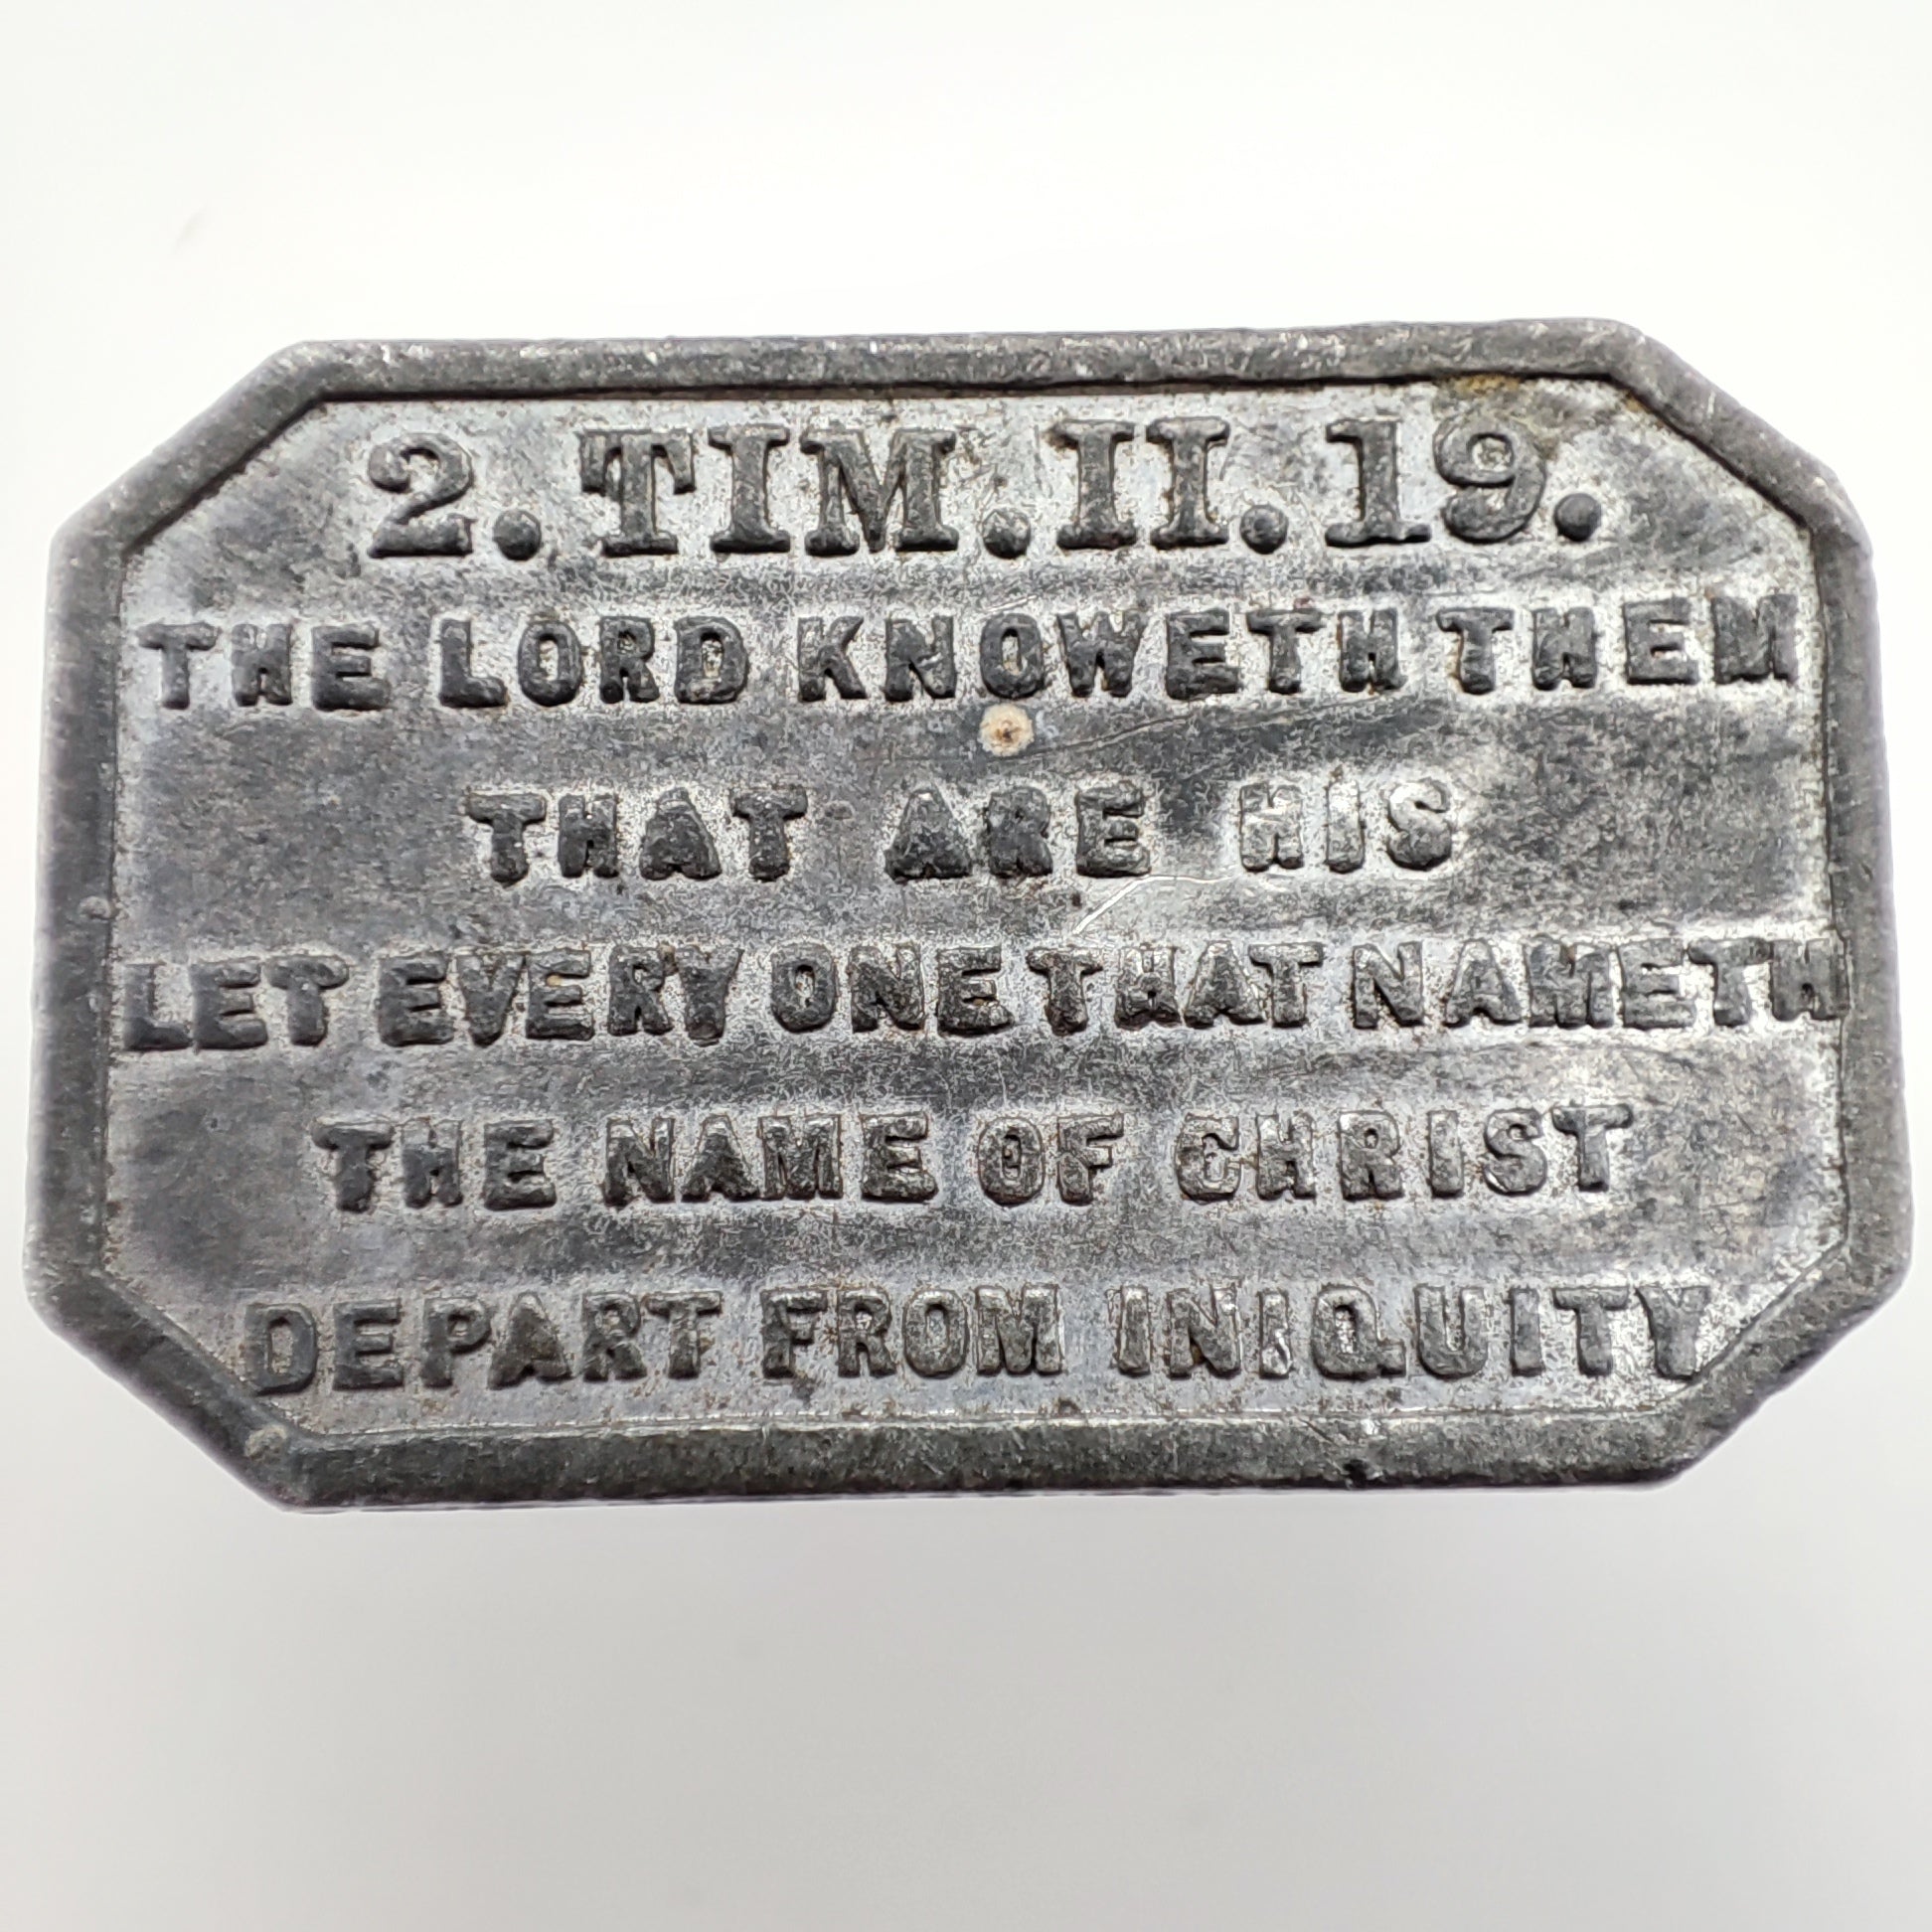 2. TIM. II. 19.
THE LORD KNOWETH THEM
THAT ARE HIS
LET EVERY ONE THAT NAMETH
THE NAME OF CHRIST
DEPART FROM INIQUITY